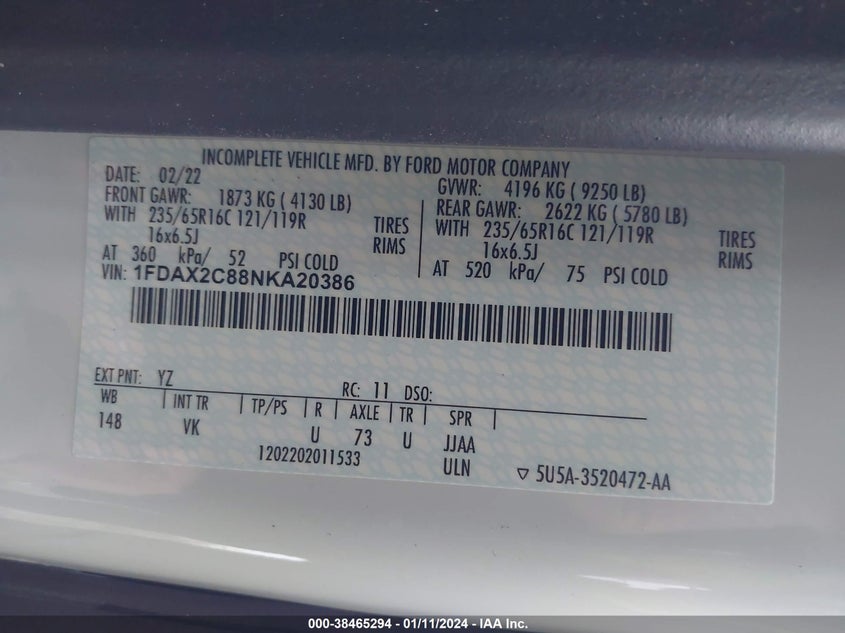 INCOMPLETE VEHICLE MFD. BY FORD MOTOR COMPANY
DATE: 02/22 GVWR: 4196 KG ( 9250 LB)
FRONT GAWR: 1873 KG ( 4130 LB) REAR GAWR: 2622 KG ( 5780 LB)
WITH 235/65R16C 121/119R TIRES WITH 235/65R16C 121/119R TIRES
16x6.5J RIMS 16x6.5J RIMS
AT 360 kPa/ 52 PSI COLD AT 520 kPa/ 75 PSI COLD
VIN: 1FDAX2C88NKA20386
EXT PNT: YZ RC: 11 DSO:
WB | INT TR | TP/PS | R | AXLE | TR | SPR |
148 VK U 73 U JJAA
1202202011533 ULN ▽ 5U5A-3520472-AA
000-38465294 - 01/11/2024 - IAA Inc.